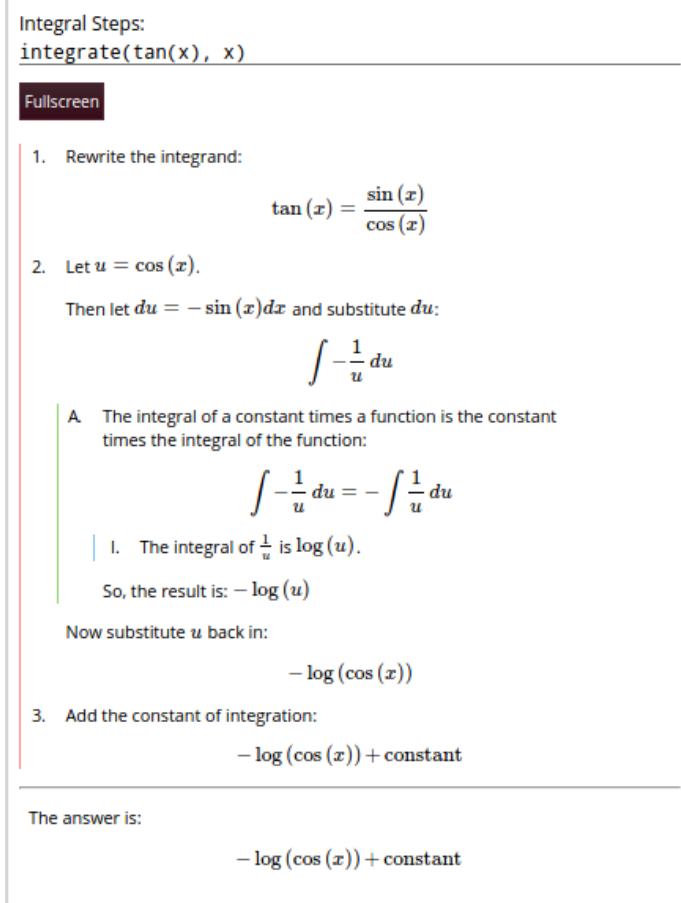 Integral Steps:
integrate(tan(x), x)
Fullscreen
1. Rewrite the integrand:
tan (x) = sin (x) / cos (x)
2. Let u = cos (x).
Then let du = − sin (x)dx and substitute du:
∫ −1/u du
A. The integral of a constant times a function is the constant
times the integral of the function:
∫ −1/u du = − ∫ 1/u du
I. The integral of 1/u is log (u).
So, the result is: − log (u)
Now substitute u back in:
− log (cos (x))
3. Add the constant of integration:
− log (cos (x)) + constant
The answer is:
− log (cos (x)) + constant